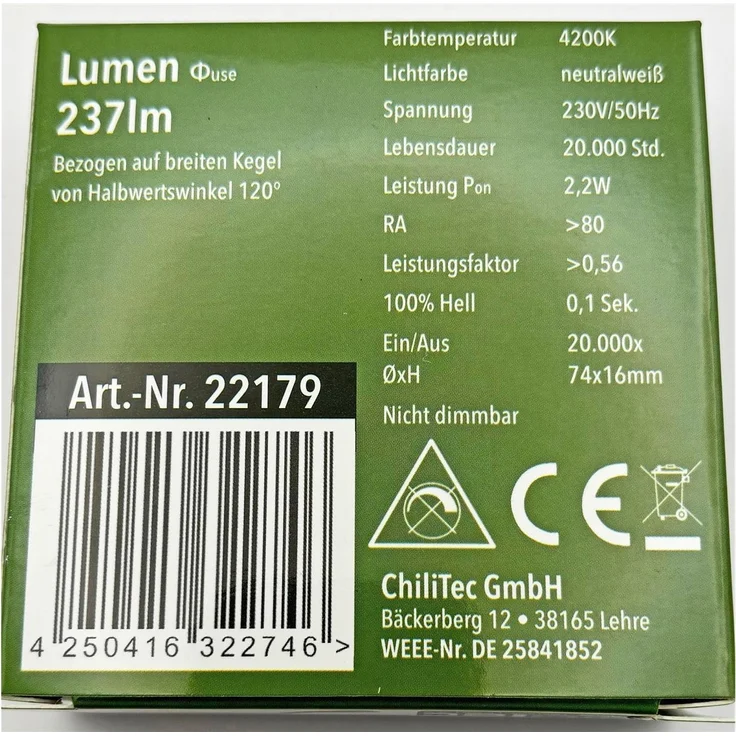 Lumen Φuse
237lm
Bezogen auf breiten Kegel
von Halbwertswinkel 120°
Art.-Nr. 22179
4 250416 322746 >
Farbtemperatur 4200K
Lichtfarbe neutralweiß
Spannung 230V/50Hz
Lebensdauer 20.000 Std.
Leistung Pon 2,2W
RA >80
Leistungsfaktor >0,56
100% Hell 0,1 Sek.
Ein/Aus 20.000x
ØxH 74x16mm
Nicht dimmbar
CE
ChiliTec GmbH
Bäckerberg 12 • 38165 Lehre
WEEE-Nr. DE 25841852